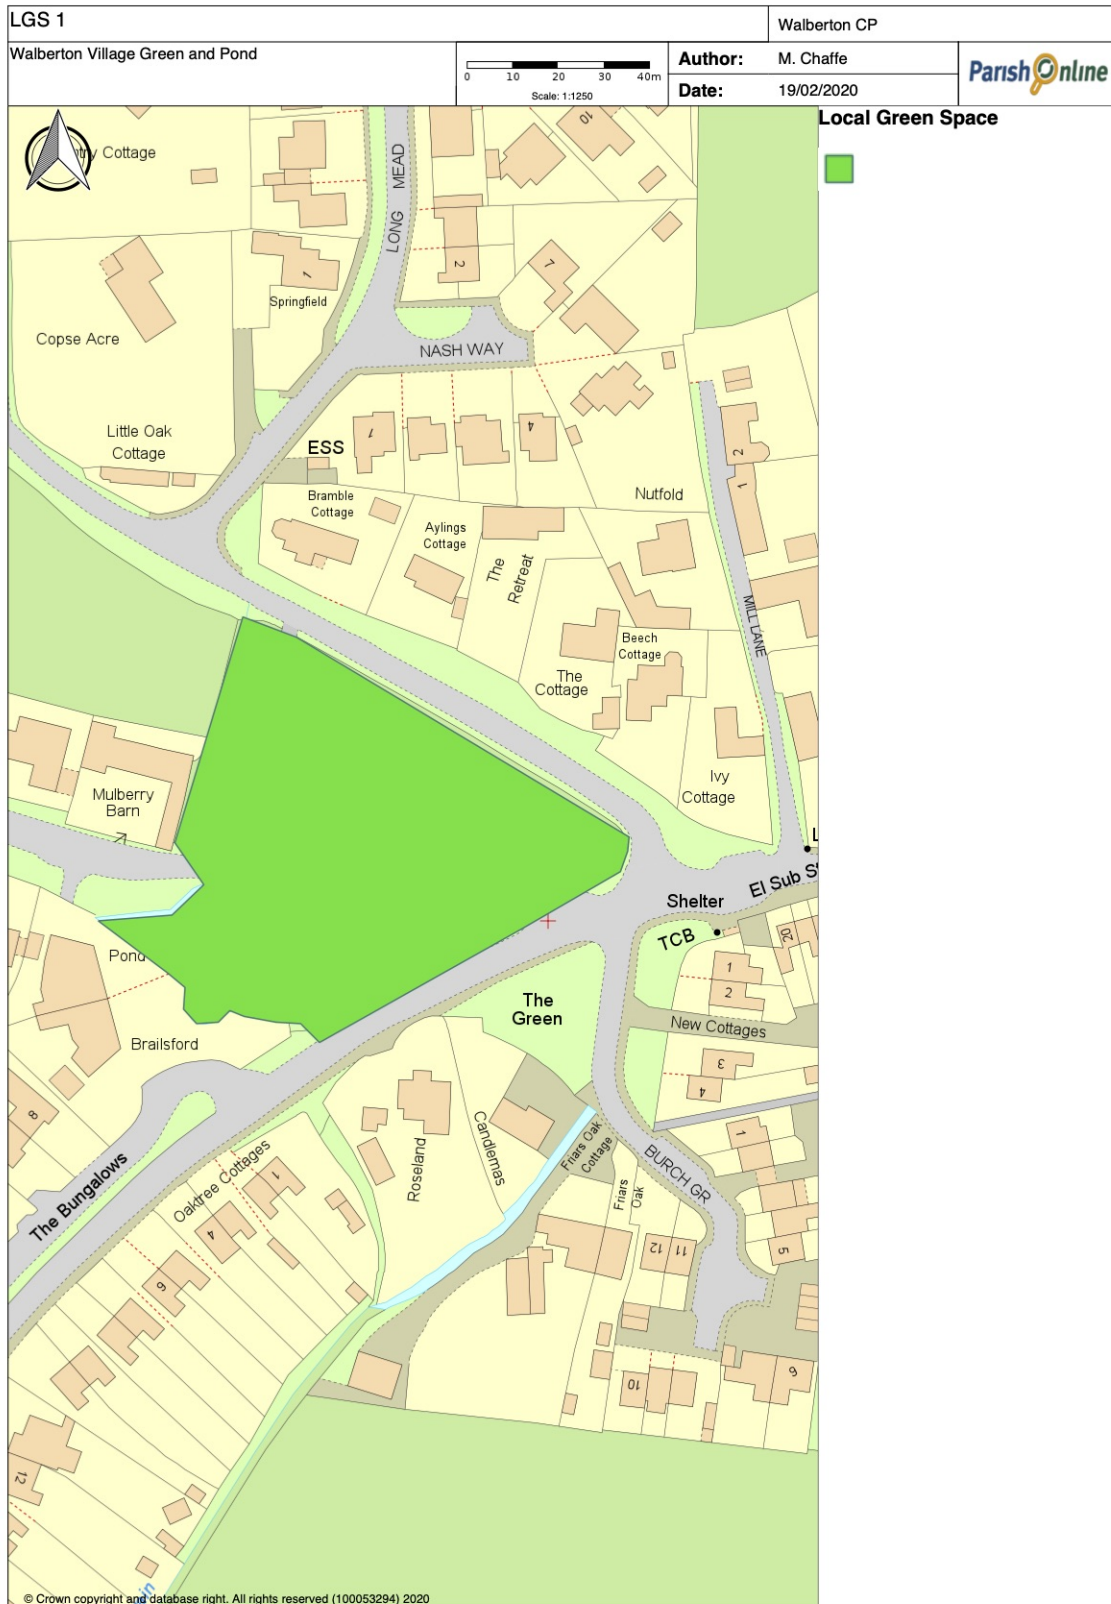 LGS 1
Walberton CP
Walberton Village Green and Pond
0 10 20 30 40m
Scale: 1:1250
Author: M. Chaffe
Date: 19/02/2020
Parish Online
Local Green Space
Cottage
10
LONG MEAD
1
Springfield
2
7
Copse Acre
NASH WAY
Little Oak
Cottage
ESS
1
4
2
1
Bramble
Cottage
Aylings
Cottage
The
Retreat
Nutfold
MILL LANE
Beech
Cottage
The
Cottage
Ivy
Cottage
Mulberry
Barn
El Sub
Shelter
TCB
20
Pond
1
2
The
Green
New Cottages
Brailsford
3
4
8
Roseland
Candlemas
Friars Oak
Cottage
1
BURCH GR
The Bungalows
Oaktree Cottages
1
4
6
Friars
Oak
12
11
5
10
9
12
© Crown copyright and database right. All rights reserved (100053294) 2020